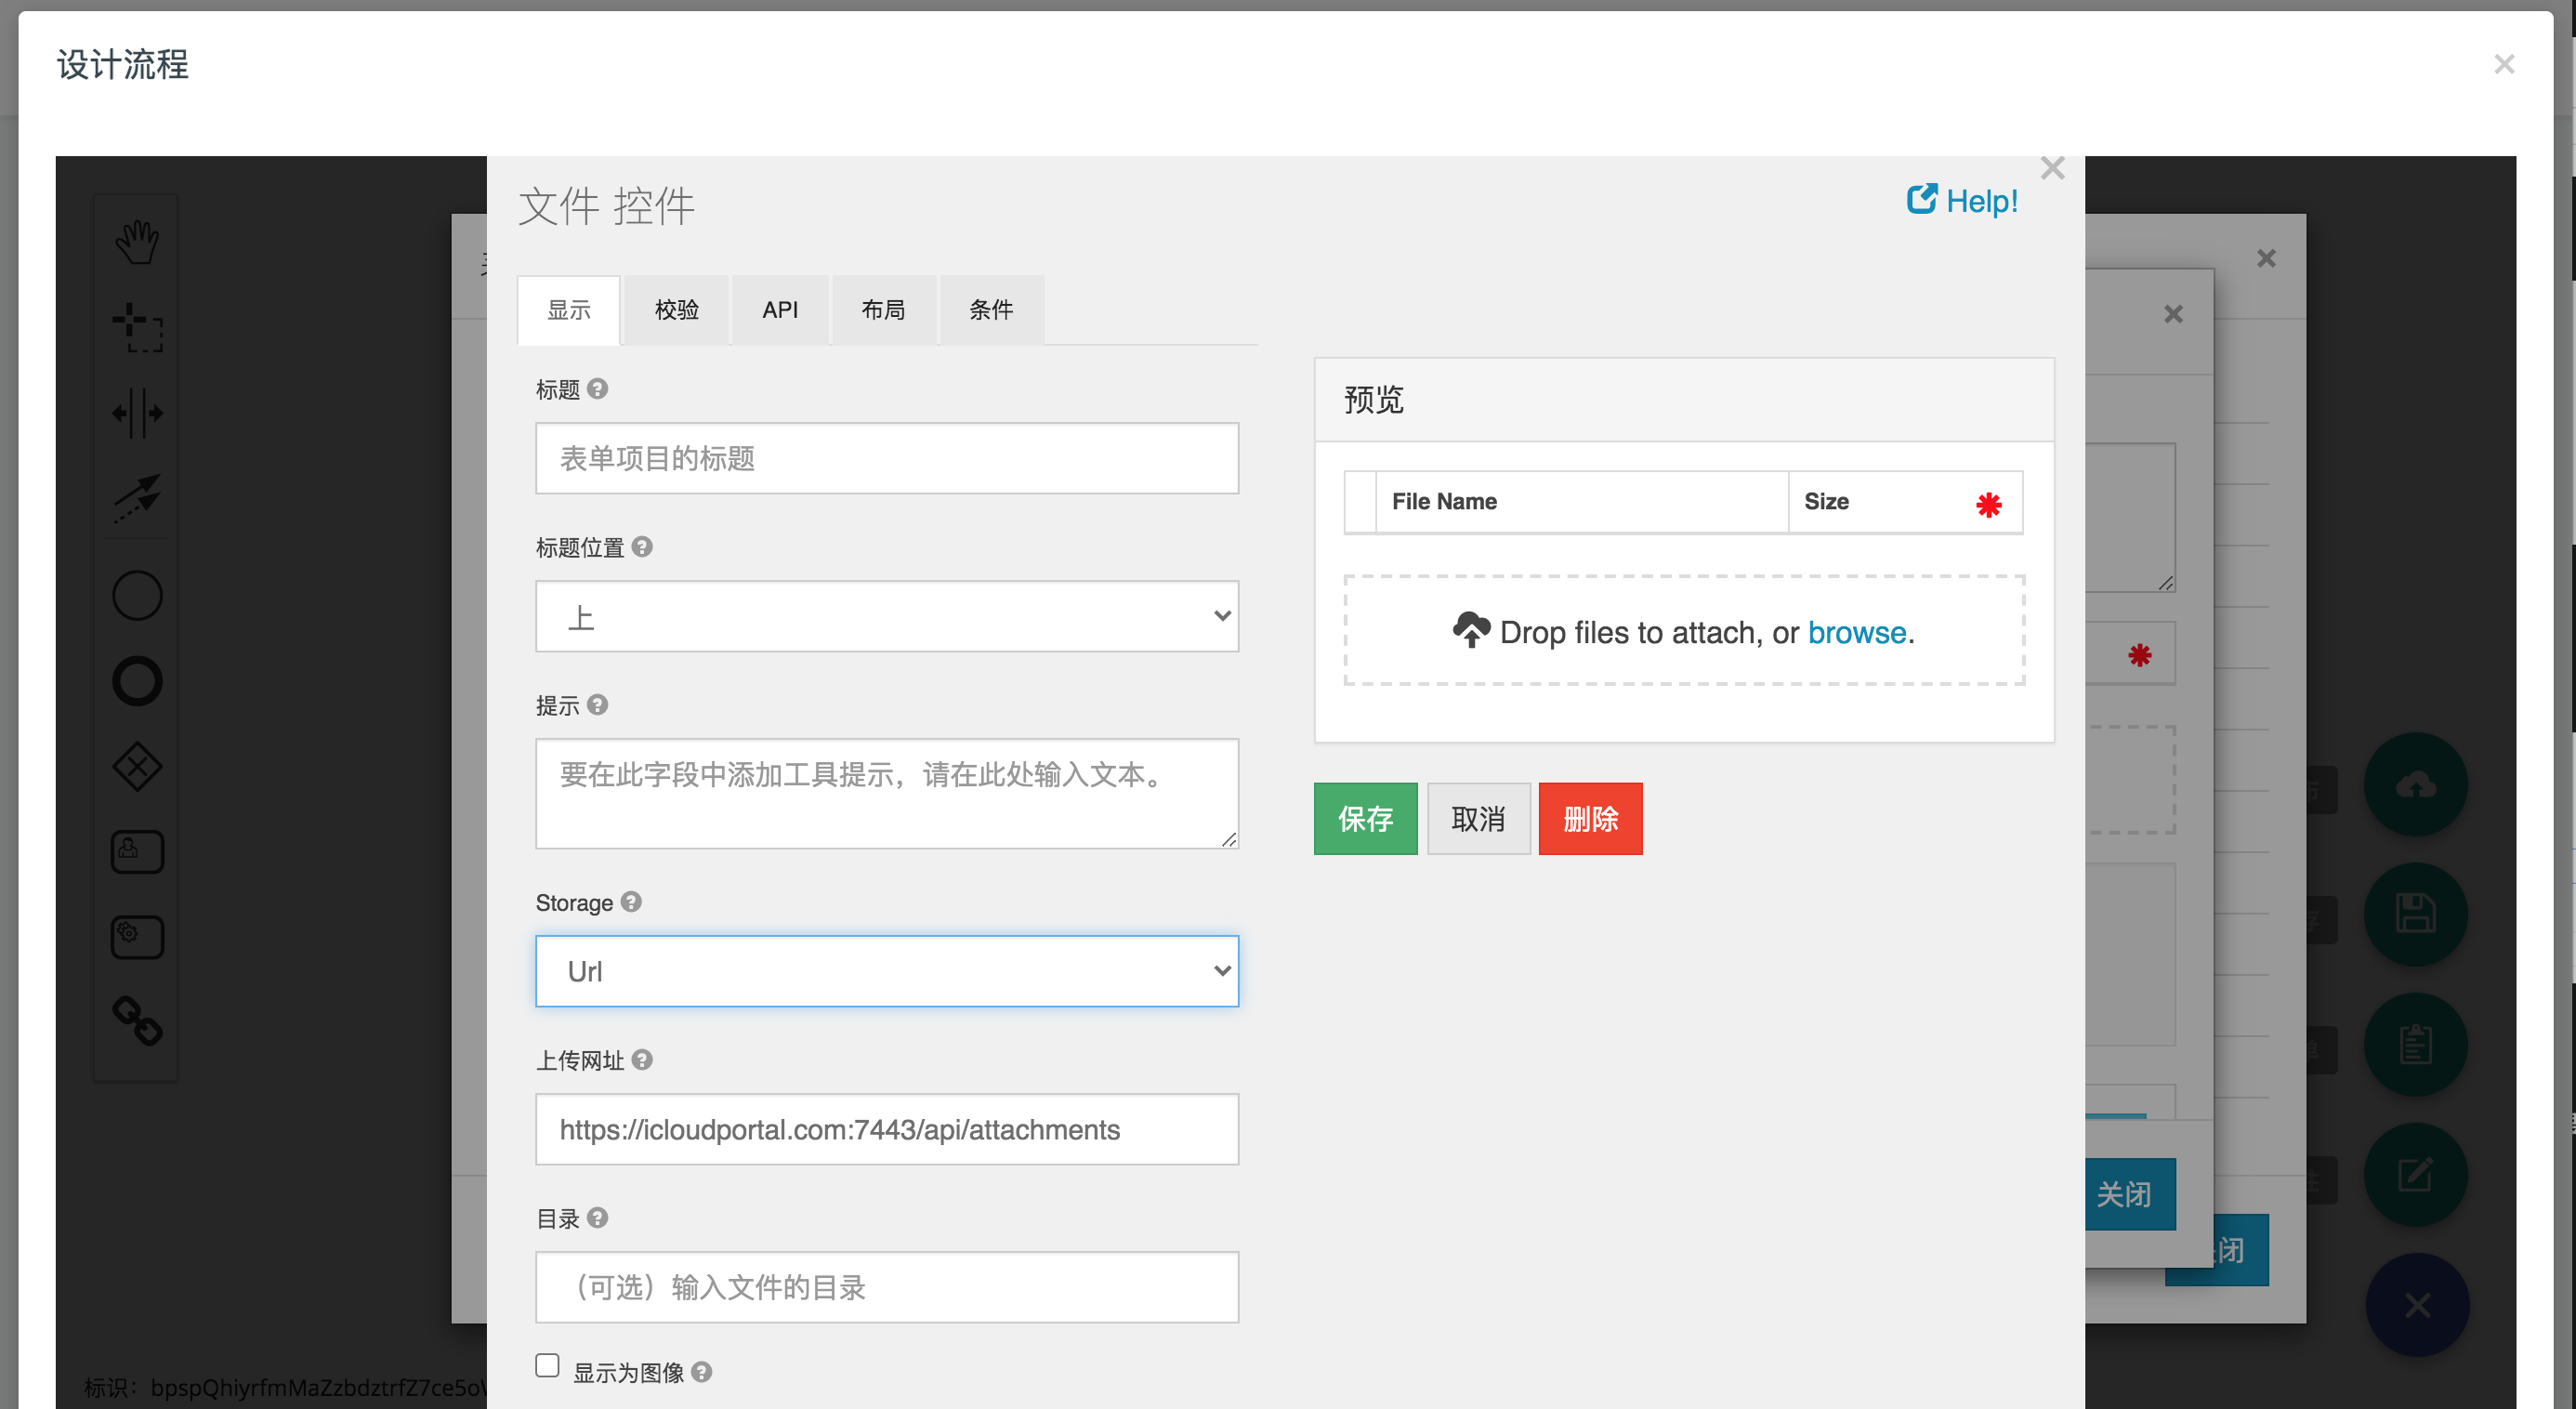 设计流程
文件 控件
Help!
显示
校验
API
布局
条件
标题
表单项目的标题
标题位置
上
提示
要在此字段中添加工具提示，请在此处输入文本。
Storage
Url
上传网址
https://icloudportal.com:7443/api/attachments
目录
（可选）输入文件的目录
显示为图像
预览
File Name
Size
Drop files to attach, or browse.
保存
取消
删除
关闭
闭
标识：bpspQhiyrfmMaZzbdztrfZ7ce5o